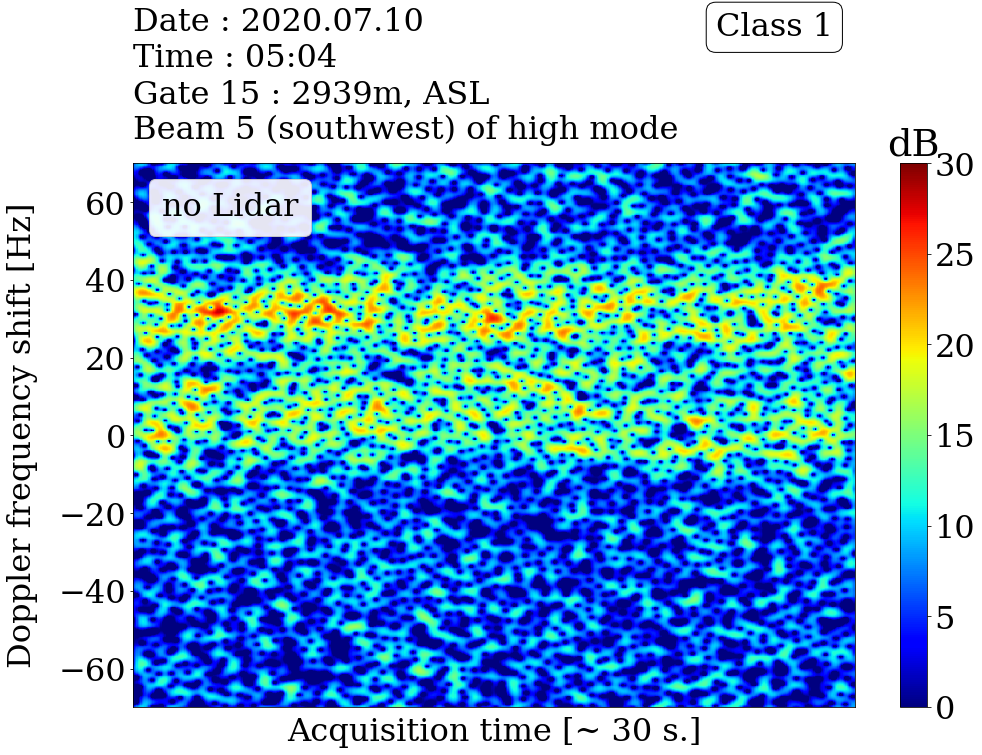 Date : 2020.07.10
Time : 05:04
Gate 15 : 2939m, ASL
Beam 5 (southwest) of high mode
Class 1
no Lidar
Doppler frequency shift [Hz]
60
40
20
0
−20
−40
−60
Acquisition time [~ 30 s.]
dB
30
25
20
15
10
5
0